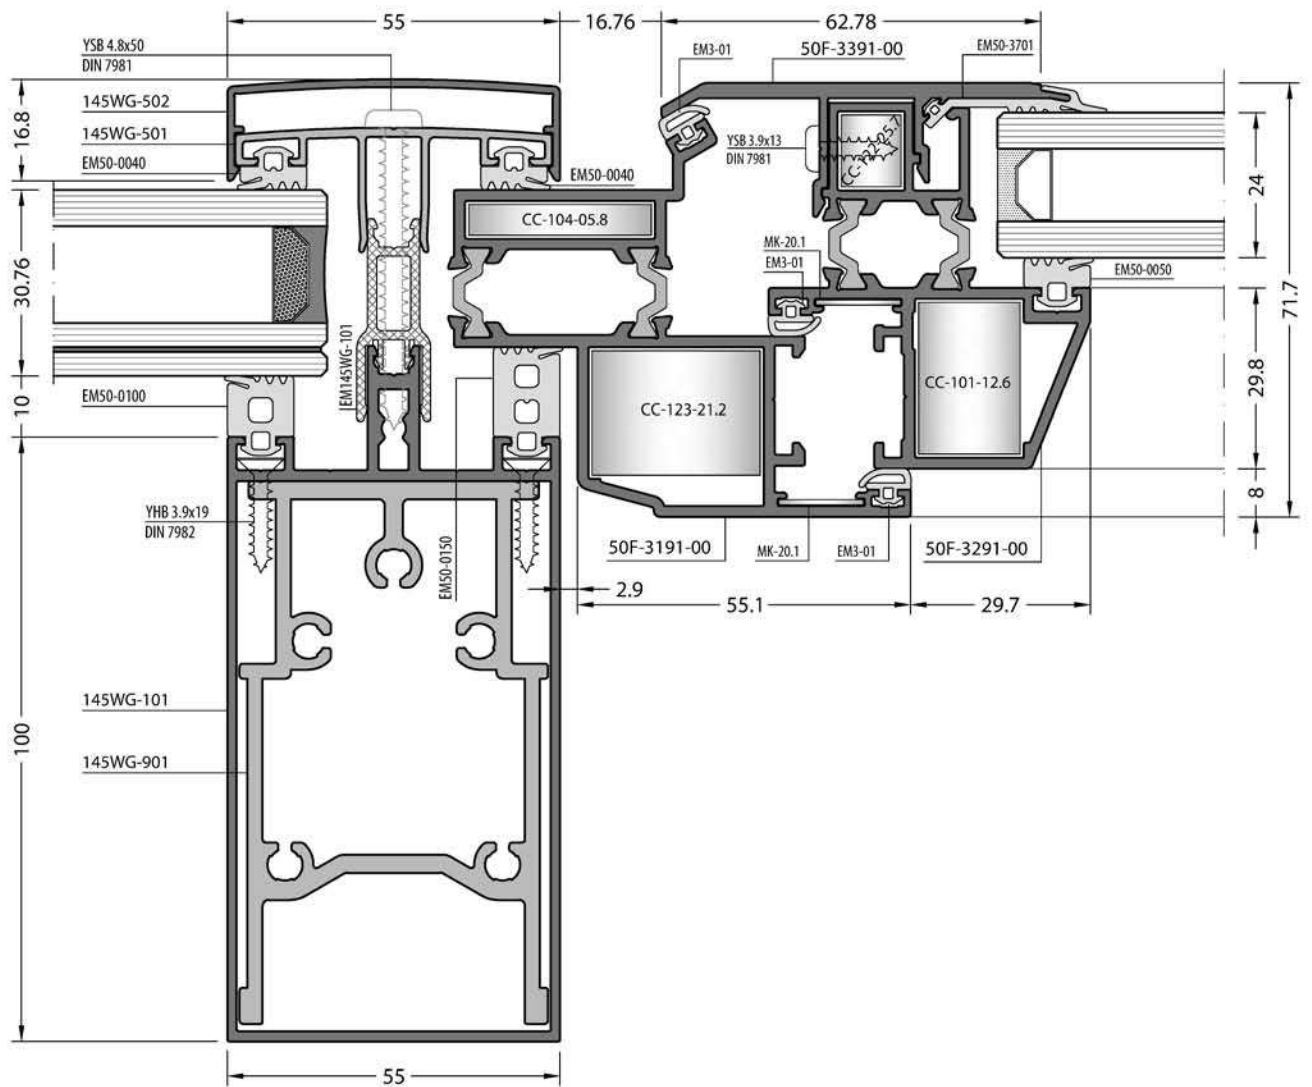 55
16.76
62.78
YSB 4.8x50
DIN 7981
EM3-01
50F-3391-00
EM50-3701
16.8
145WG-502
145WG-501
EM50-0040
EM50-0040
YSB 3.9x13
DIN 7981
CC-122-25.7
24
71.7
CC-104-05.8
MK-20.1
EM3-01
EM50-0050
30.76
EM145WG-101
10
EM50-0100
CC-123-21.2
CC-101-12.6
29.8
8
YHB 3.9x19
DIN 7982
EM50-0150
50F-3191-00
MK-20.1
EM3-01
50F-3291-00
2.9
55.1
29.7
145WG-101
100
145WG-901
55